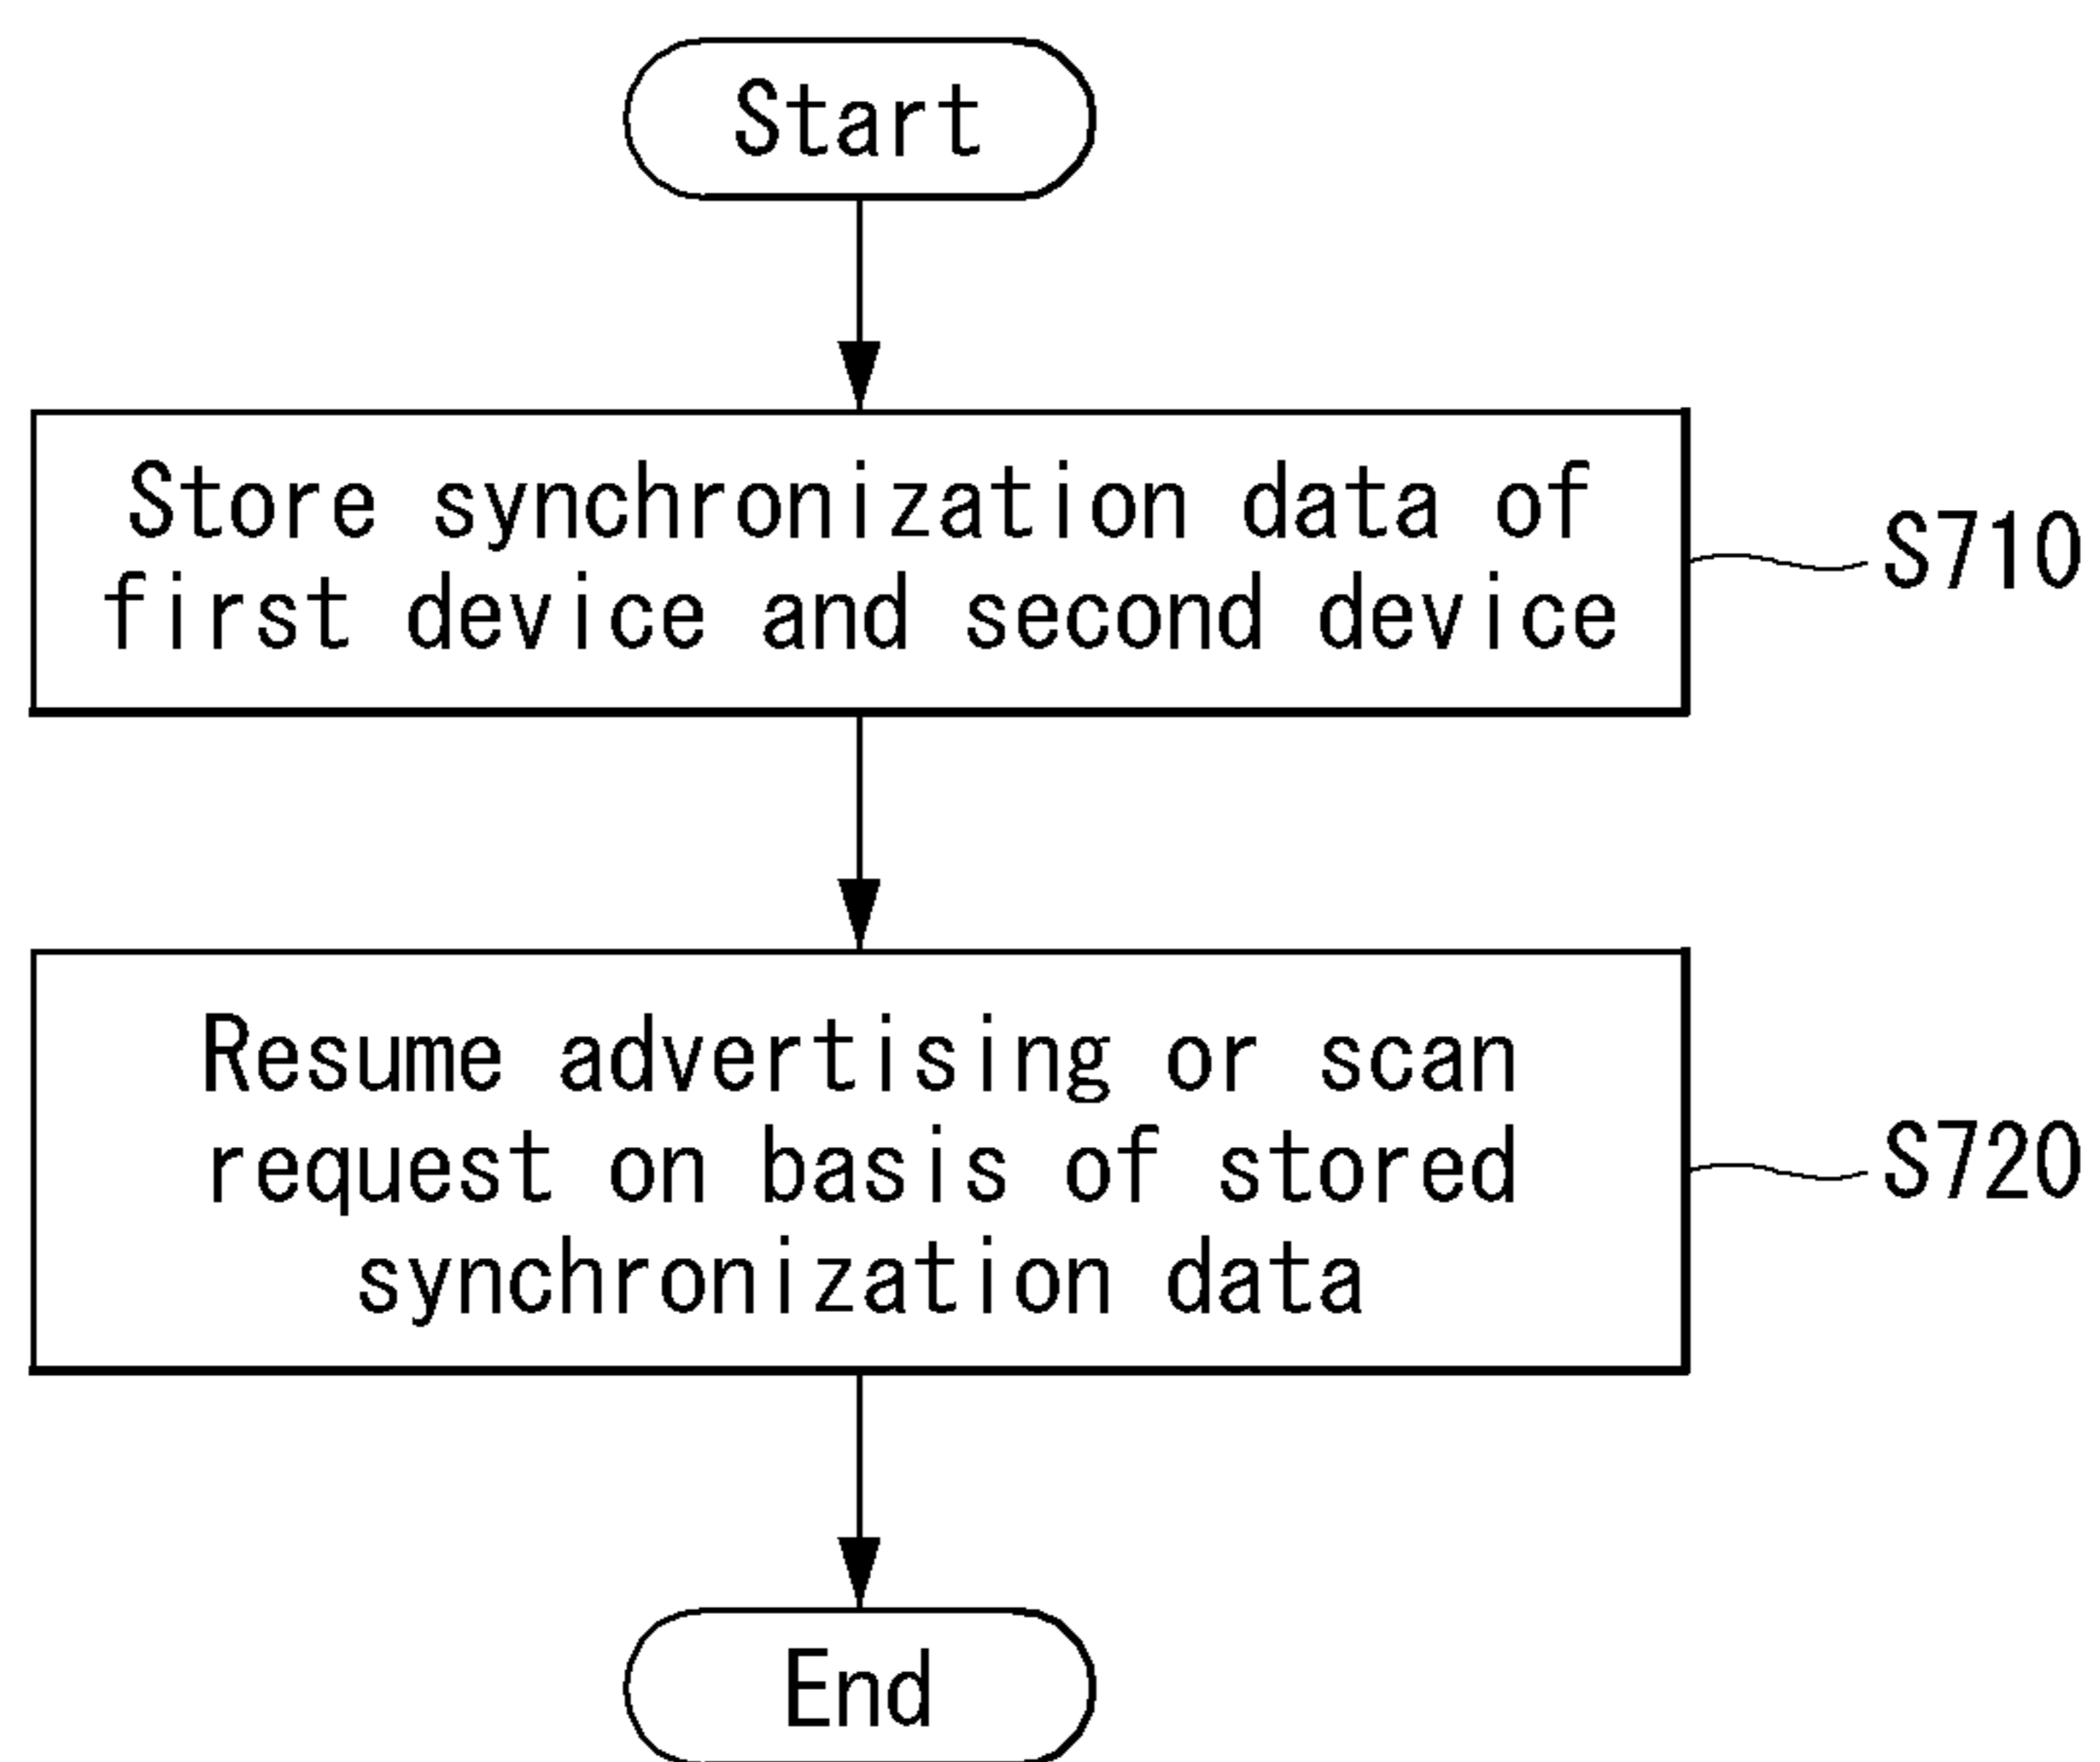 Start
Store synchronization data of
first device and second device
S710
Resume advertising or scan
request on basis of stored
synchronization data
S720
End